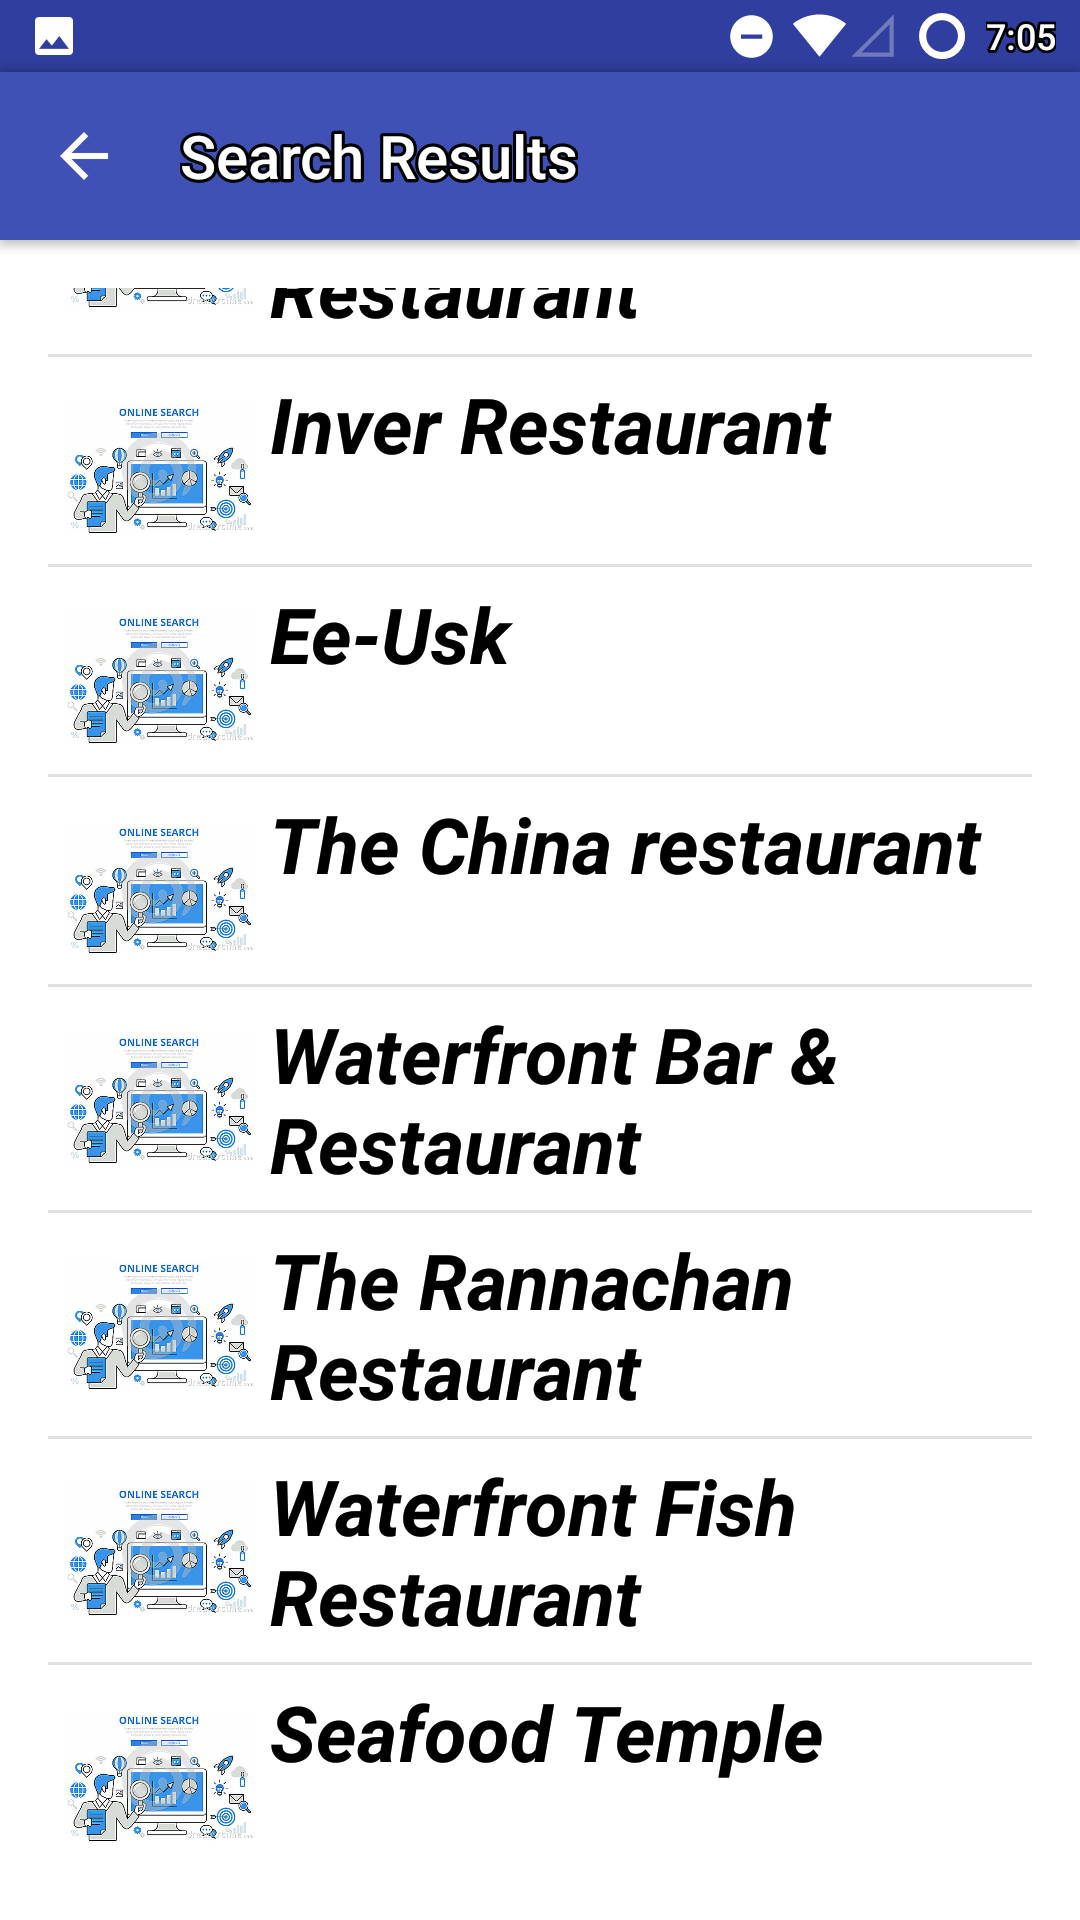 7:05
Search Results
Restaurant
ONLINE SEARCH
Inver Restaurant
ONLINE SEARCH
Ee-Usk
ONLINE SEARCH
The China restaurant
ONLINE SEARCH
Waterfront Bar &
Restaurant
ONLINE SEARCH
The Rannachan
Restaurant
ONLINE SEARCH
Waterfront Fish
Restaurant
ONLINE SEARCH
Seafood Temple